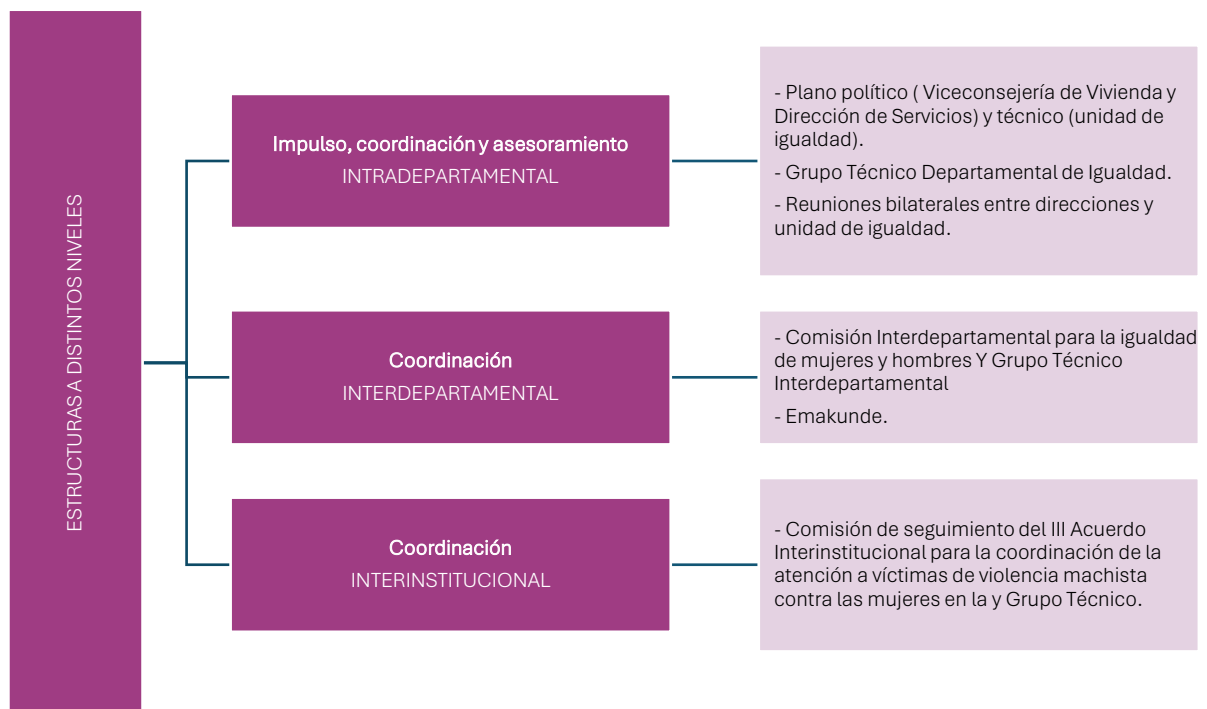 ESTRUCTURAS A DISTINTOS NIVELES
Impulso, coordinación y asesoramiento
INTRADEPARTAMENTAL
- Plano político ( Viceconsejería de Vivienda y
Dirección de Servicios) y técnico (unidad de
igualdad).
- Grupo Técnico Departamental de Igualdad.
- Reuniones bilaterales entre direcciones y
unidad de igualdad.
Coordinación
INTERDEPARTAMENTAL
- Comisión Interdepartamental para la igualdad
de mujeres y hombres Y Grupo Técnico
Interdepartamental
- Emakunde.
Coordinación
INTERINSTITUCIONAL
- Comisión de seguimiento del III Acuerdo
Interinstitucional para la coordinación de la
atención a víctimas de violencia machista
contra las mujeres en la y Grupo Técnico.